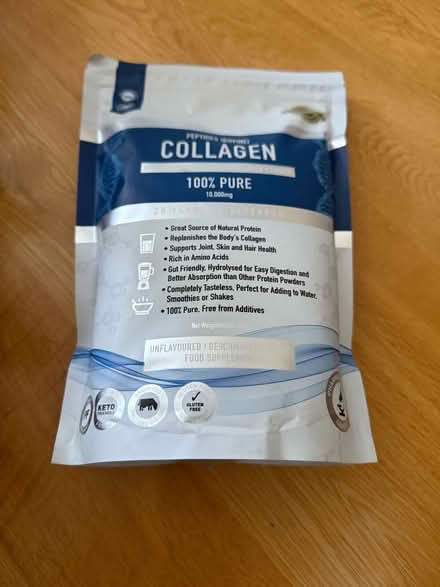 COLLAGEN
100% PURE
10,000mg
• Great Source of Natural Protein
• Replenishes the Body's Collagen
• Supports Joint, Skin and Hair Health
• Rich in Amino Acids
• Gut Friendly, Hydrolysed for Easy Digestion and
Better Absorption than Other Protein Powders
• Completely Tasteless, Perfect for Adding to Water,
Smoothies or Shakes
• 100% Pure, Free from Additives
Net Weight
UNFLAVOURED /
FOOD SUPPLEMENT
KETO
FRIENDLY
GLUTEN
FREE